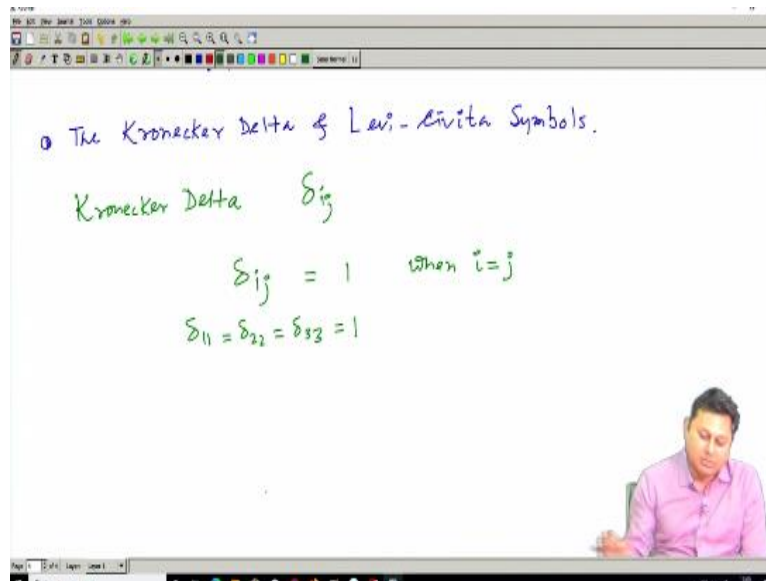 The Kronecker Delta & Levi-Civita Symbols.
Kronecker Delta δij
δij = 1 when i=j
δ11 = δ22 = δ33 = 1